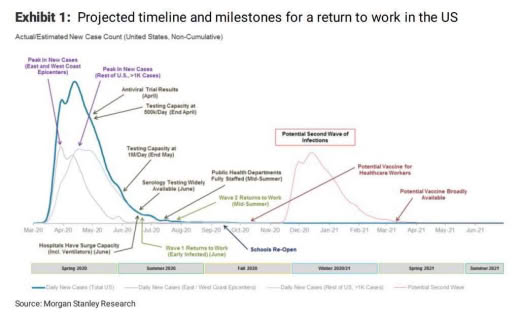 Exhibit 1: Projected timeline and milestones for a return to work in the US
Actual/Estimated New Case Count (United States, Non-Cumulative)
Peak in New Cases
(East and West Coast
Epicenters)
Peak in New Cases
(Rest of U.S., >1K Cases)
Antiviral Trial Results
(April)
Testing Capacity at
500k/Day (End April)
Testing Capacity at
1M/Day (End May)
Serology Testing Widely
Available (June)
Public Health Departments
Fully Staffed (Mid-Summer)
Wave 2 Returns to Work
(Mid-Summer)
Potential Second Wave of
Infections
Potential Vaccine for
Healthcare Workers
Potential Vaccine Broadly
Available
Mar-20 Apr-20 May-20 Jun-20 Jul-20 Aug-20 Sep-20 Oct-20 Nov-20 Dec-20 Jan-21 Feb-21 Mar-21 Apr-21 May-21 Jun-21
Hospitals Have Surge Capacity
(Incl. Ventilators) (June)
Wave 1 Returns to Work
(Early Infected) (June)
Schools Re-Open
Spring 2020 Summer 2020 Fall 2020 Winter 2020/21 Spring 2021 Summer 2021
Daily New Cases (Total US) Daily New Cases (East / West Coast Epicenters) Daily New Cases (Rest of US, >1K Cases) Potential Second Wave
Source: Morgan Stanley Research